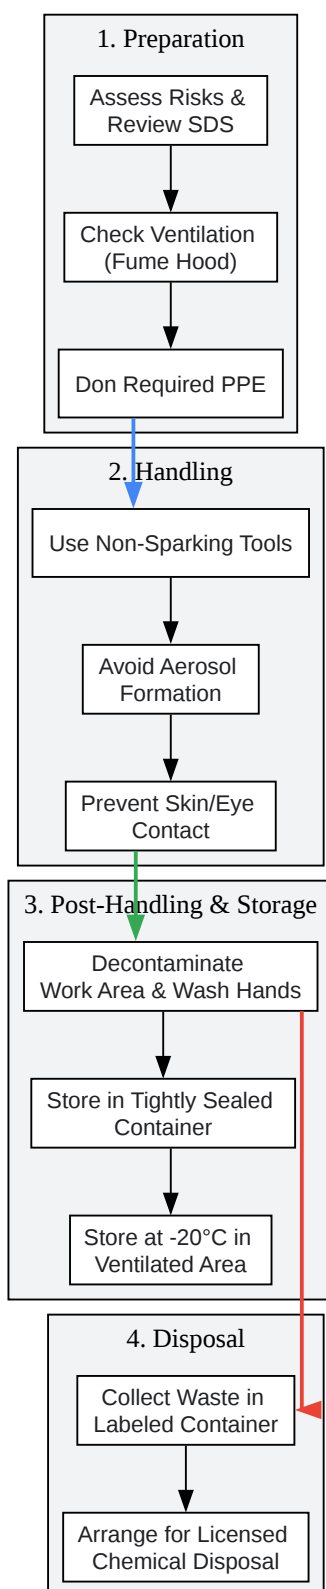 1. Preparation
Assess Risks &
Review SDS
Check Ventilation
(Fume Hood)
Don Required PPE
2. Handling
Use Non-Sparking Tools
Avoid Aerosol
Formation
Prevent Skin/Eye
Contact
3. Post-Handling & Storage
Decontaminate
Work Area & Wash Hands
Store in Tightly Sealed
Container
Store at -20°C in
Ventilated Area
4. Disposal
Collect Waste in
Labeled Container
Arrange for Licensed
Chemical Disposal